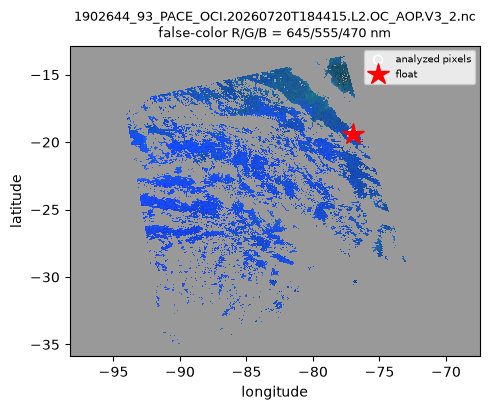 1902644_93_PACE_OCI.20260720T184415.L2.OC_AOP.V3_2.nc
false-color R/G/B = 645/555/470 nm
analyzed pixels
float
−15
−20
−25
−30
−35
latitude
−95
−90
−85
−80
−75
−70
longitude